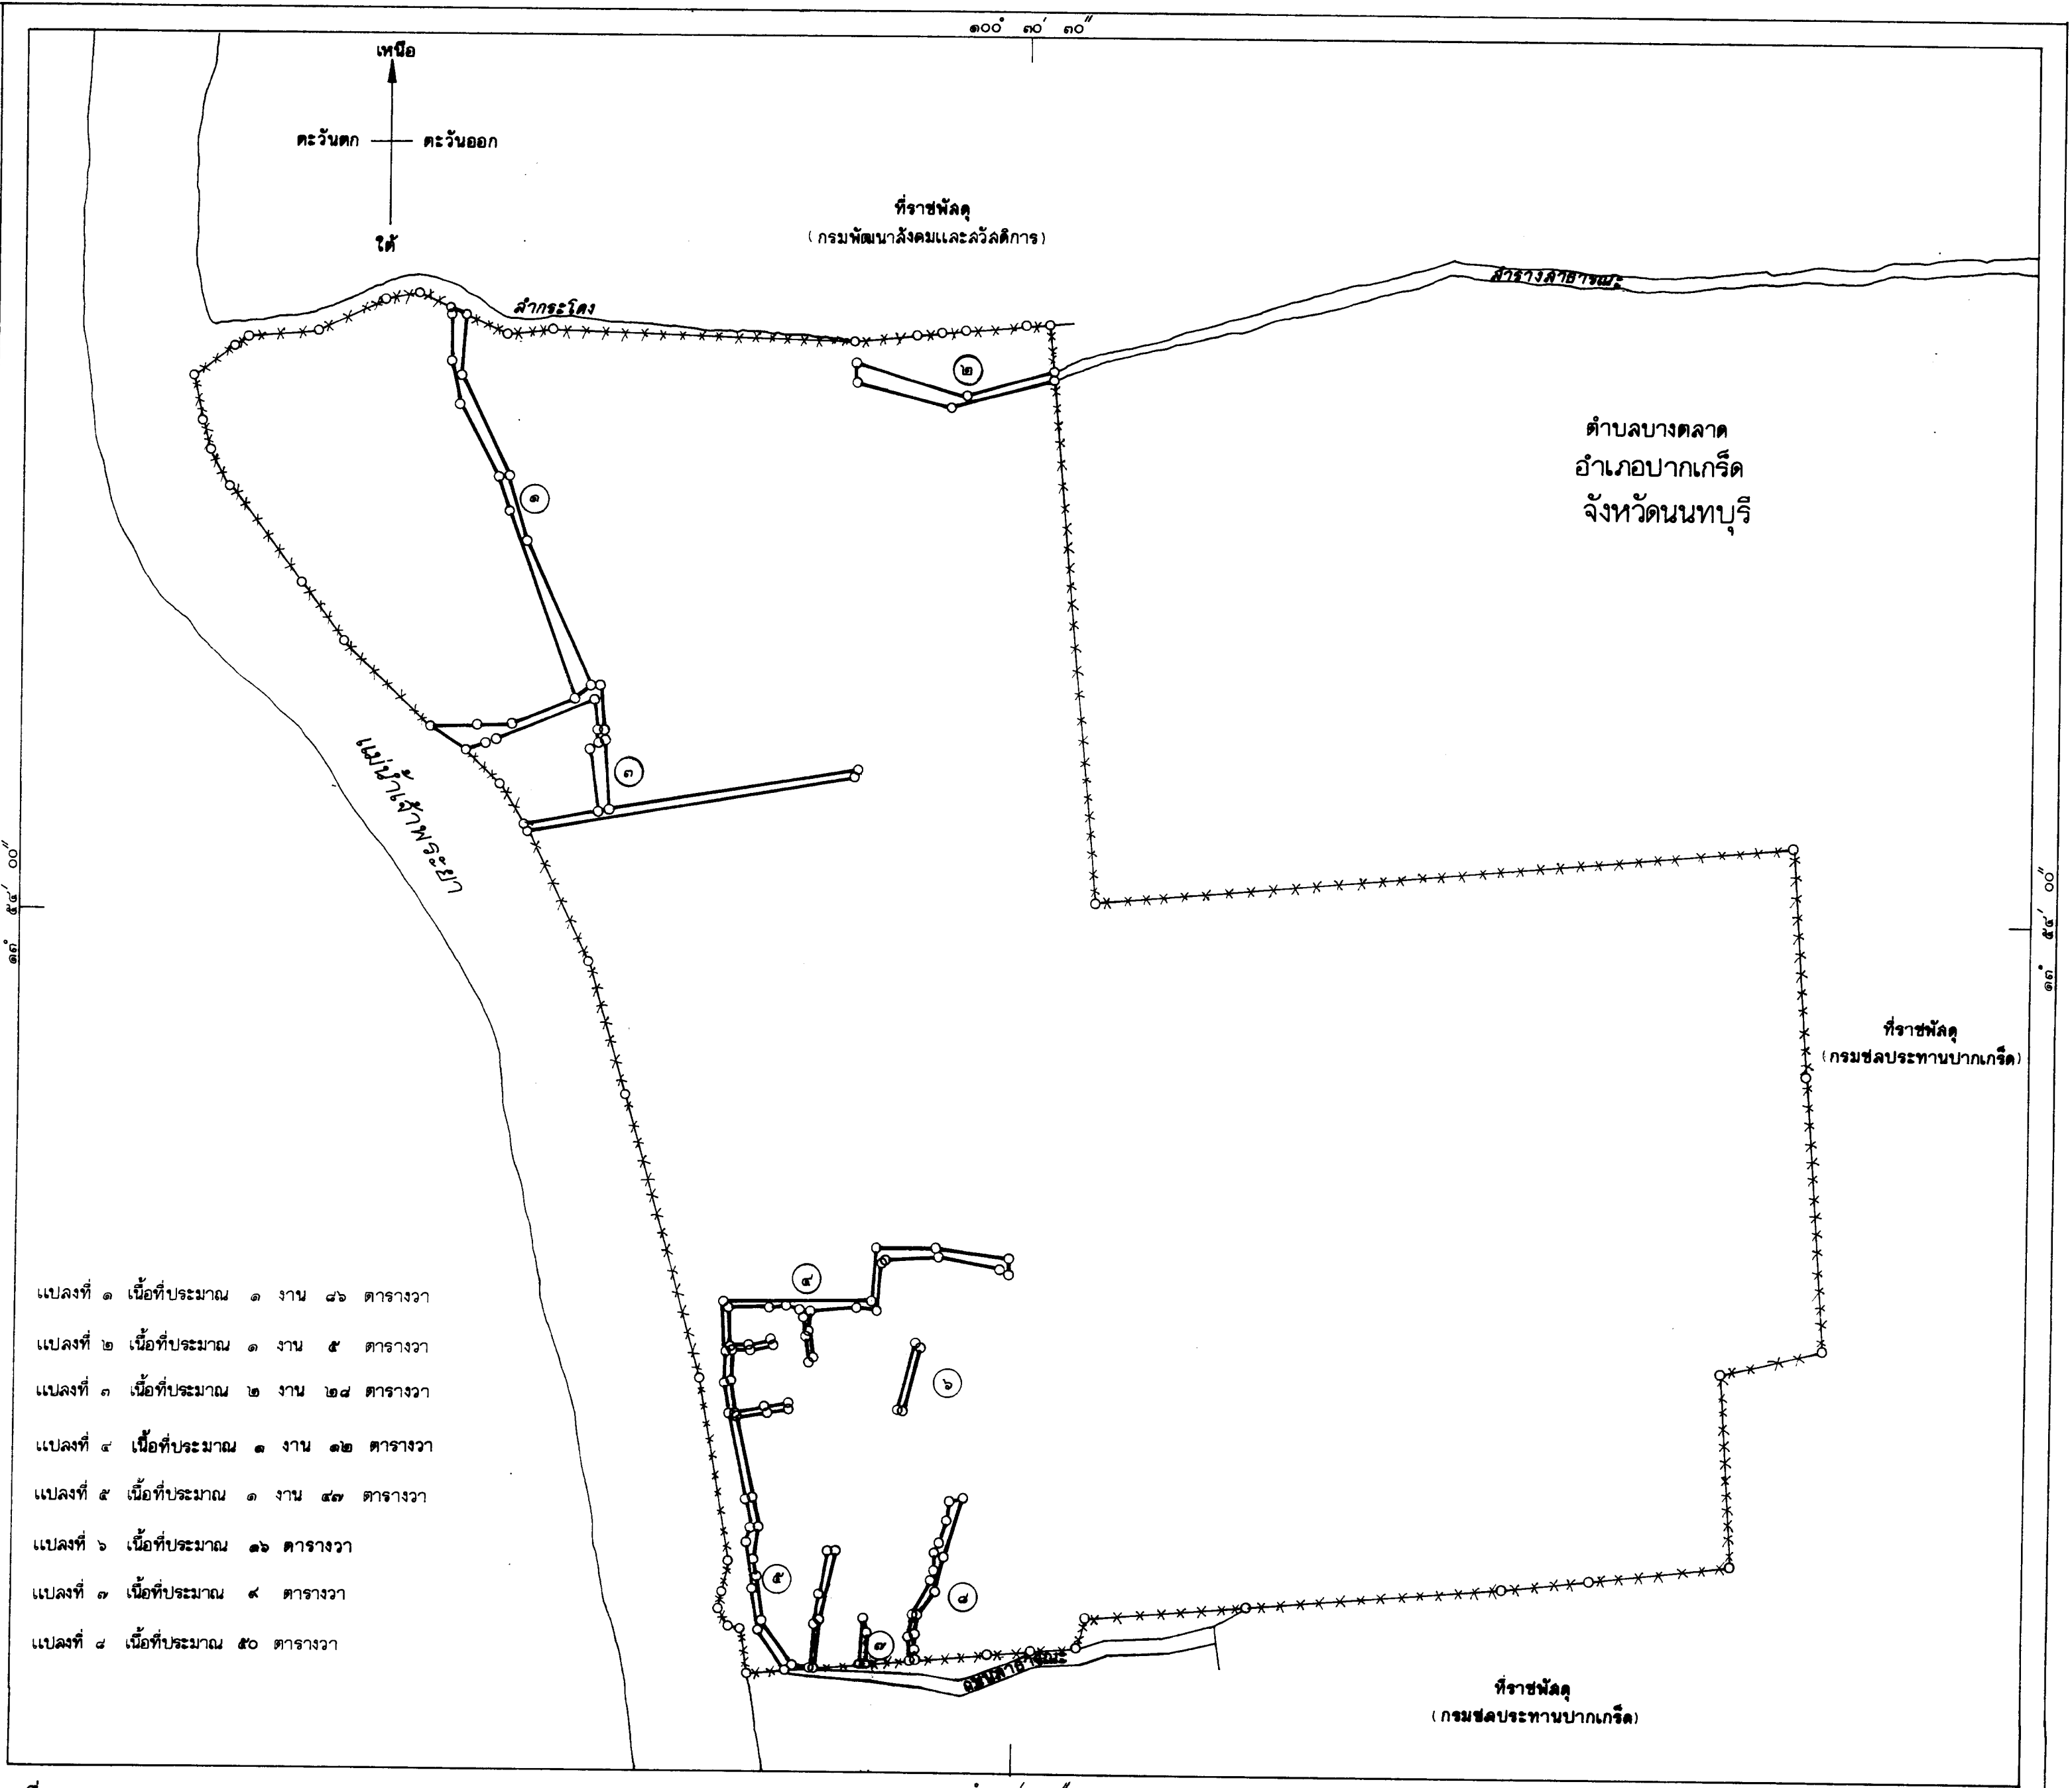 ๑๐๐° ๓๐′ ๓๐″
เหนือ
ตะวันตก
ตะวันออก
ใต้
ที่ราชพัสดุ
(กรมพัฒนาสังคมและสวัสดิการ)
ลำกระโดง
ลำรางสาธารณะ
๒
ตำบลบางตลาด
อำเภอปากเกร็ด
จังหวัดนนทบุรี
๑
๓
แม่น้ำเจ้าพระยา
๑๓° ๕๔′ ๐๐″
๑๓° ๕๔′ ๐๐″
ที่ราชพัสดุ
(กรมชลประทานปากเกร็ด)
๔
๖
๕
๘
๗
แปลงที่ ๑ เนื้อที่ประมาณ ๑ งาน ๘๖ ตารางวา
แปลงที่ ๒ เนื้อที่ประมาณ ๑ งาน ๕ ตารางวา
แปลงที่ ๓ เนื้อที่ประมาณ ๒ งาน ๒๘ ตารางวา
แปลงที่ ๔ เนื้อที่ประมาณ ๑ งาน ๑๒ ตารางวา
แปลงที่ ๕ เนื้อที่ประมาณ ๑ งาน ๔๗ ตารางวา
แปลงที่ ๖ เนื้อที่ประมาณ ๑๖ ตารางวา
แปลงที่ ๗ เนื้อที่ประมาณ ๙ ตารางวา
แปลงที่ ๘ เนื้อที่ประมาณ ๕๐ ตารางวา
ถนนสาธารณะ
ที่ราชพัสดุ
(กรมชลประทานปากเกร็ด)